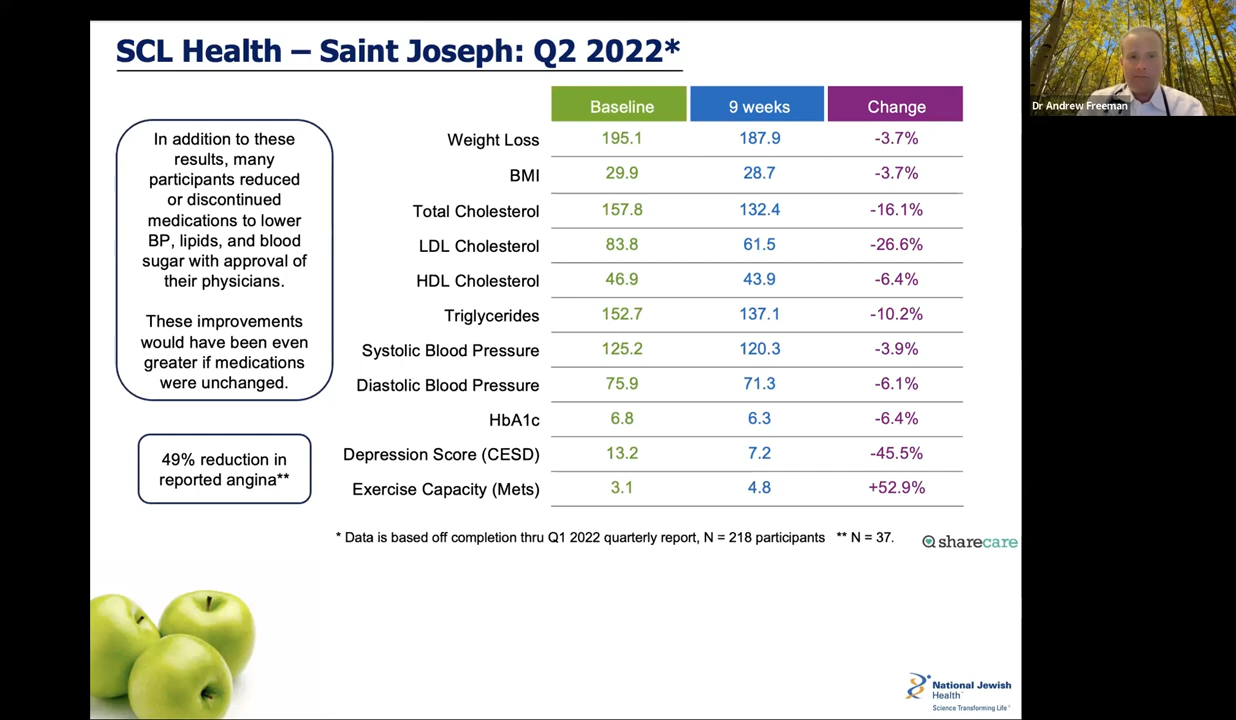 SCL Health – Saint Joseph: Q2 2022*
Dr Andrew Freeman
In addition to these
results, many
participants reduced
or discontinued
medications to lower
BP, lipids, and blood
sugar with approval of
their physicians.
These improvements
would have been even
greater if medications
were unchanged.
49% reduction in
reported angina**
Baseline 9 weeks Change
Weight Loss 195.1 187.9 -3.7%
BMI 29.9 28.7 -3.7%
Total Cholesterol 157.8 132.4 -16.1%
LDL Cholesterol 83.8 61.5 -26.6%
HDL Cholesterol 46.9 43.9 -6.4%
Triglycerides 152.7 137.1 -10.2%
Systolic Blood Pressure 125.2 120.3 -3.9%
Diastolic Blood Pressure 75.9 71.3 -6.1%
HbA1c 6.8 6.3 -6.4%
Depression Score (CESD) 13.2 7.2 -45.5%
Exercise Capacity (Mets) 3.1 4.8 +52.9%
* Data is based off completion thru Q1 2022 quarterly report, N = 218 participants ** N = 37.
sharecare
National Jewish
Health™
Science Transforming Life®